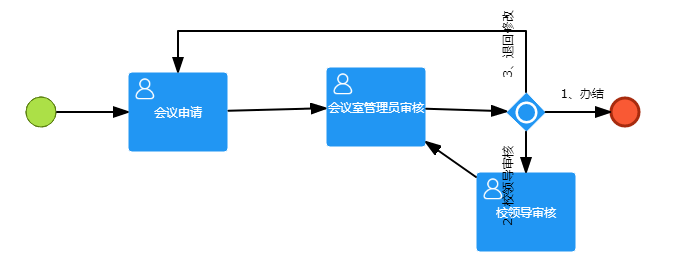 3、退回修改
1、办结
会议申请
会议室管理员审核
2、校领导审核
校领导审核